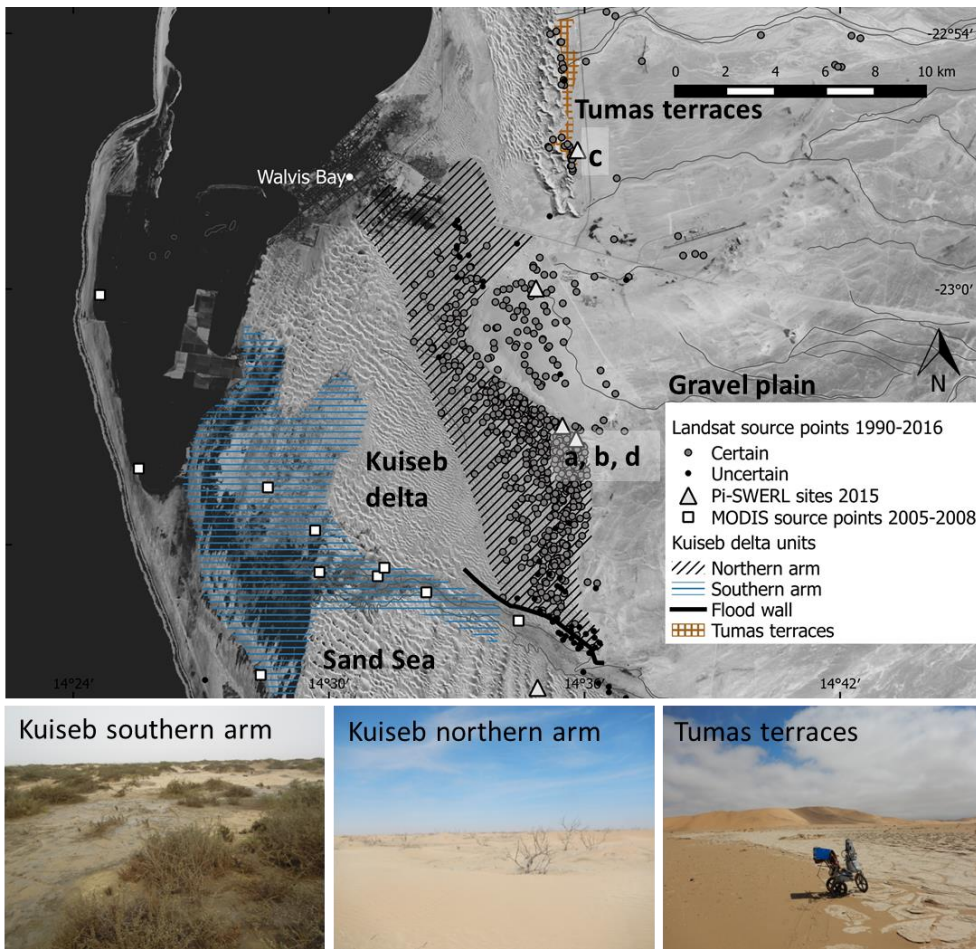 -22°54'
0 2 4 6 8 10 km
Tumas terraces
c
Walvis Bay
-23°0'
N
Gravel plain
Landsat source points 1990-2016
Certain
Uncertain
Pi-SWERL sites 2015
MODIS source points 2005-2008
Kuiseb delta units
Northern arm
Southern arm
Flood wall
Tumas terraces
a, b, d
Kuiseb
delta
Sand Sea
14°24' 14°30' 14°36' 14°42'
Kuiseb southern arm
Kuiseb northern arm
Tumas terraces